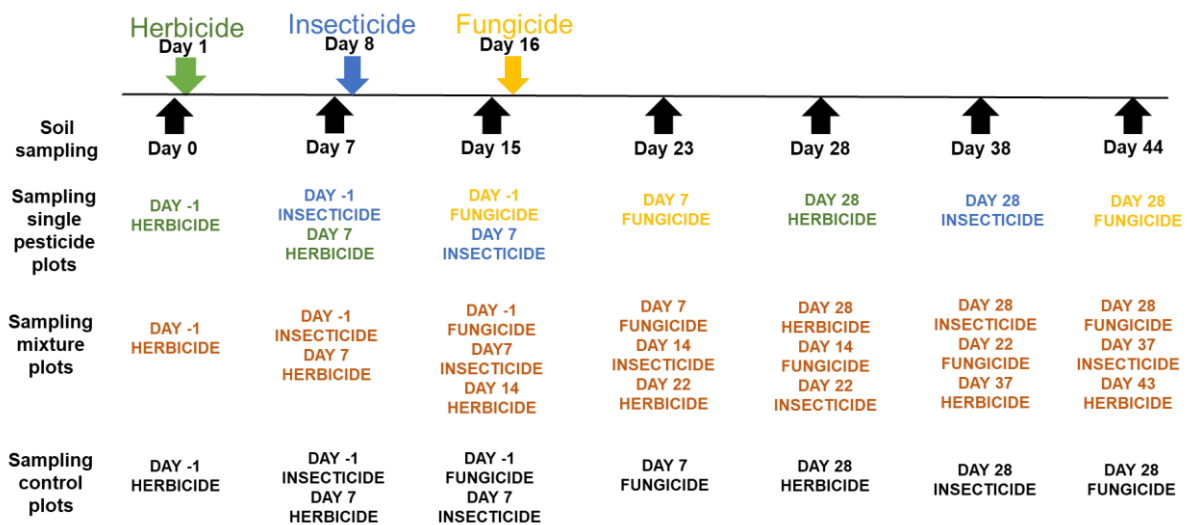 Herbicide
Day 1
Insecticide
Day 8
Fungicide
Day 16
Soil
sampling
Day 0
Day 7
Day 15
Day 23
Day 28
Day 38
Day 44
Sampling
single
pesticide
plots
DAY -1
HERBICIDE
DAY -1
INSECTICIDE
DAY 7
HERBICIDE
DAY -1
FUNGICIDE
DAY 7
INSECTICIDE
DAY 7
FUNGICIDE
DAY 28
HERBICIDE
DAY 28
INSECTICIDE
DAY 28
FUNGICIDE
Sampling
mixture
plots
DAY -1
HERBICIDE
DAY -1
INSECTICIDE
DAY 7
HERBICIDE
DAY -1
FUNGICIDE
DAY7
INSECTICIDE
DAY 14
HERBICIDE
DAY 7
FUNGICIDE
DAY 14
INSECTICIDE
DAY 22
HERBICIDE
DAY 28
HERBICIDE
DAY 14
FUNGICIDE
DAY 22
INSECTICIDE
DAY 28
INSECTICIDE
DAY 22
FUNGICIDE
DAY 37
HERBICIDE
DAY 28
FUNGICIDE
DAY 37
INSECTICIDE
DAY 43
HERBICIDE
Sampling
control
plots
DAY -1
HERBICIDE
DAY -1
INSECTICIDE
DAY 7
HERBICIDE
DAY -1
FUNGICIDE
DAY 7
INSECTICIDE
DAY 7
FUNGICIDE
DAY 28
HERBICIDE
DAY 28
INSECTICIDE
DAY 28
FUNGICIDE